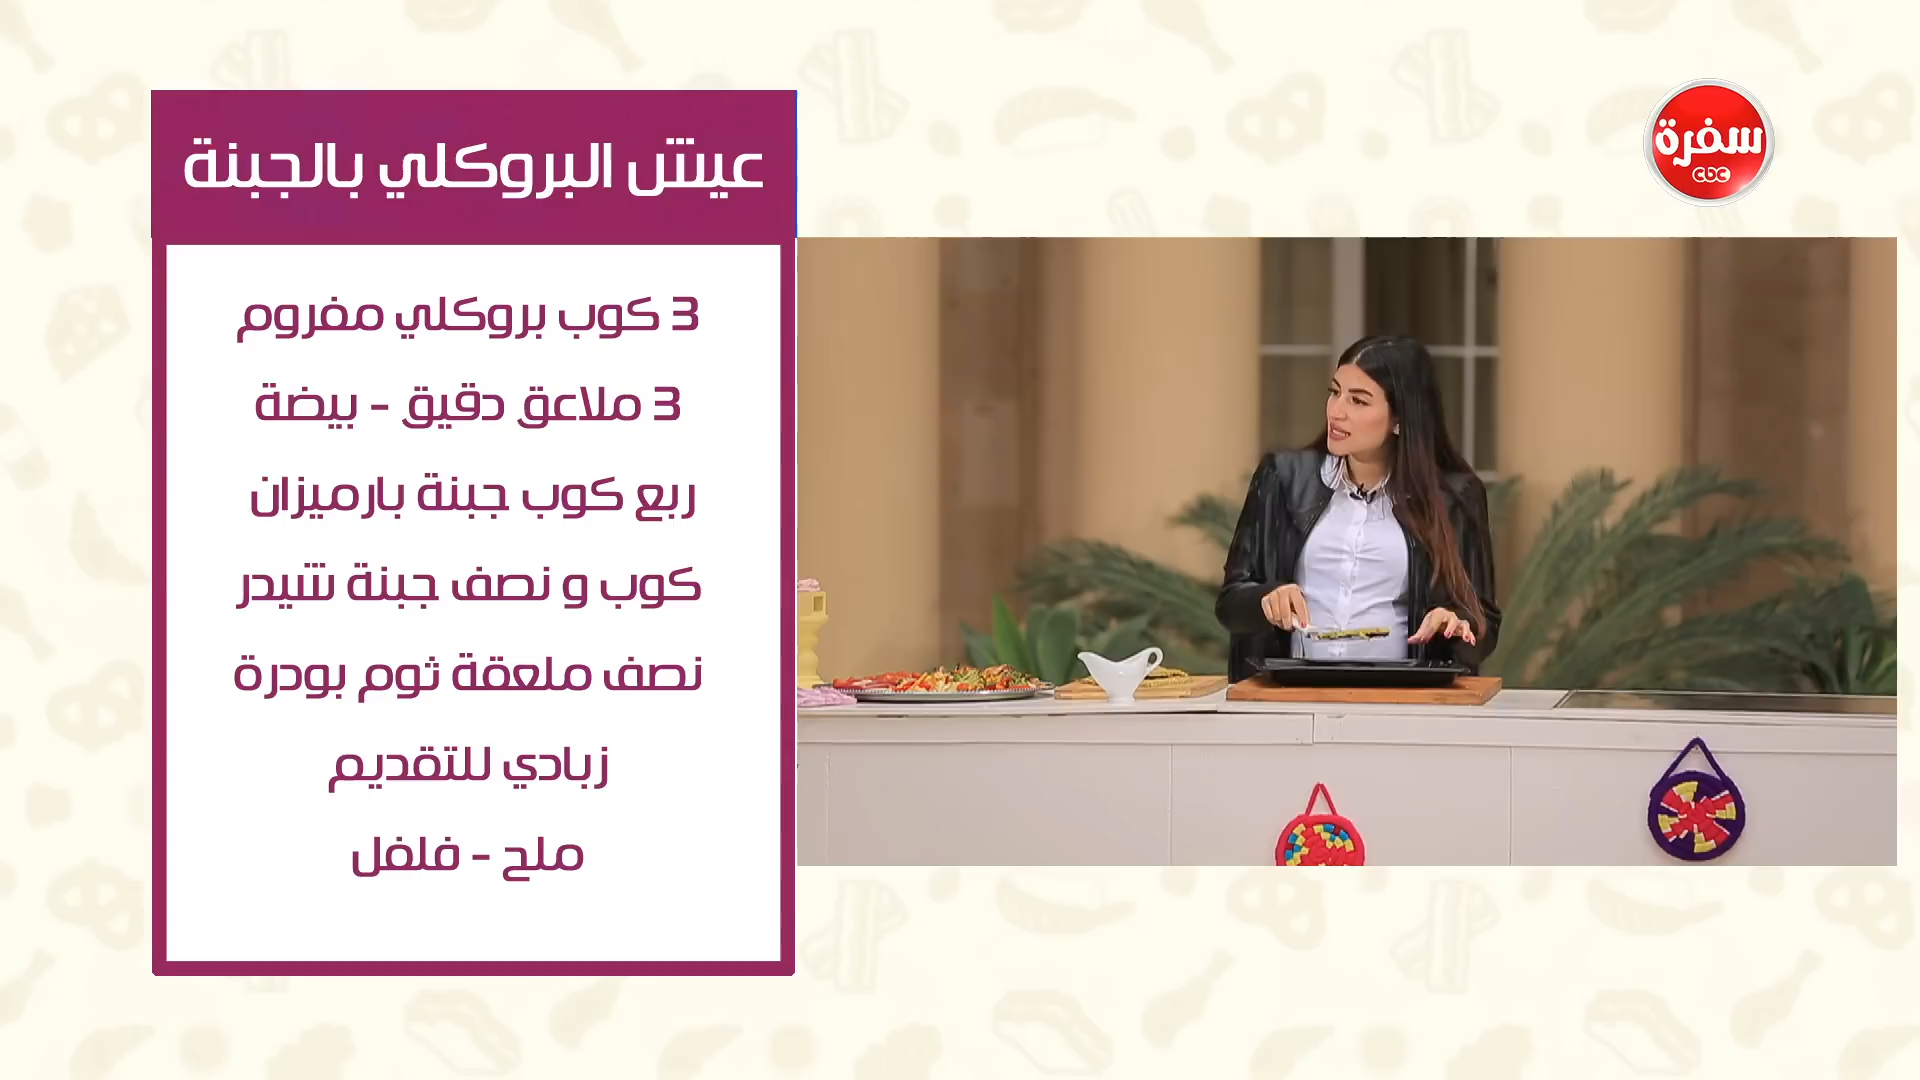 عيش البروكلي بالجبنة
3 كوب بروكلي مفروم
3 ملاعق دقيق - بيضة
ربع كوب جبنة بارميزان
كوب و نصف جبنة شيدر
نصف ملعقة ثوم بودرة
زبادي للتقديم
ملح - فلفل
سفرة
cbc